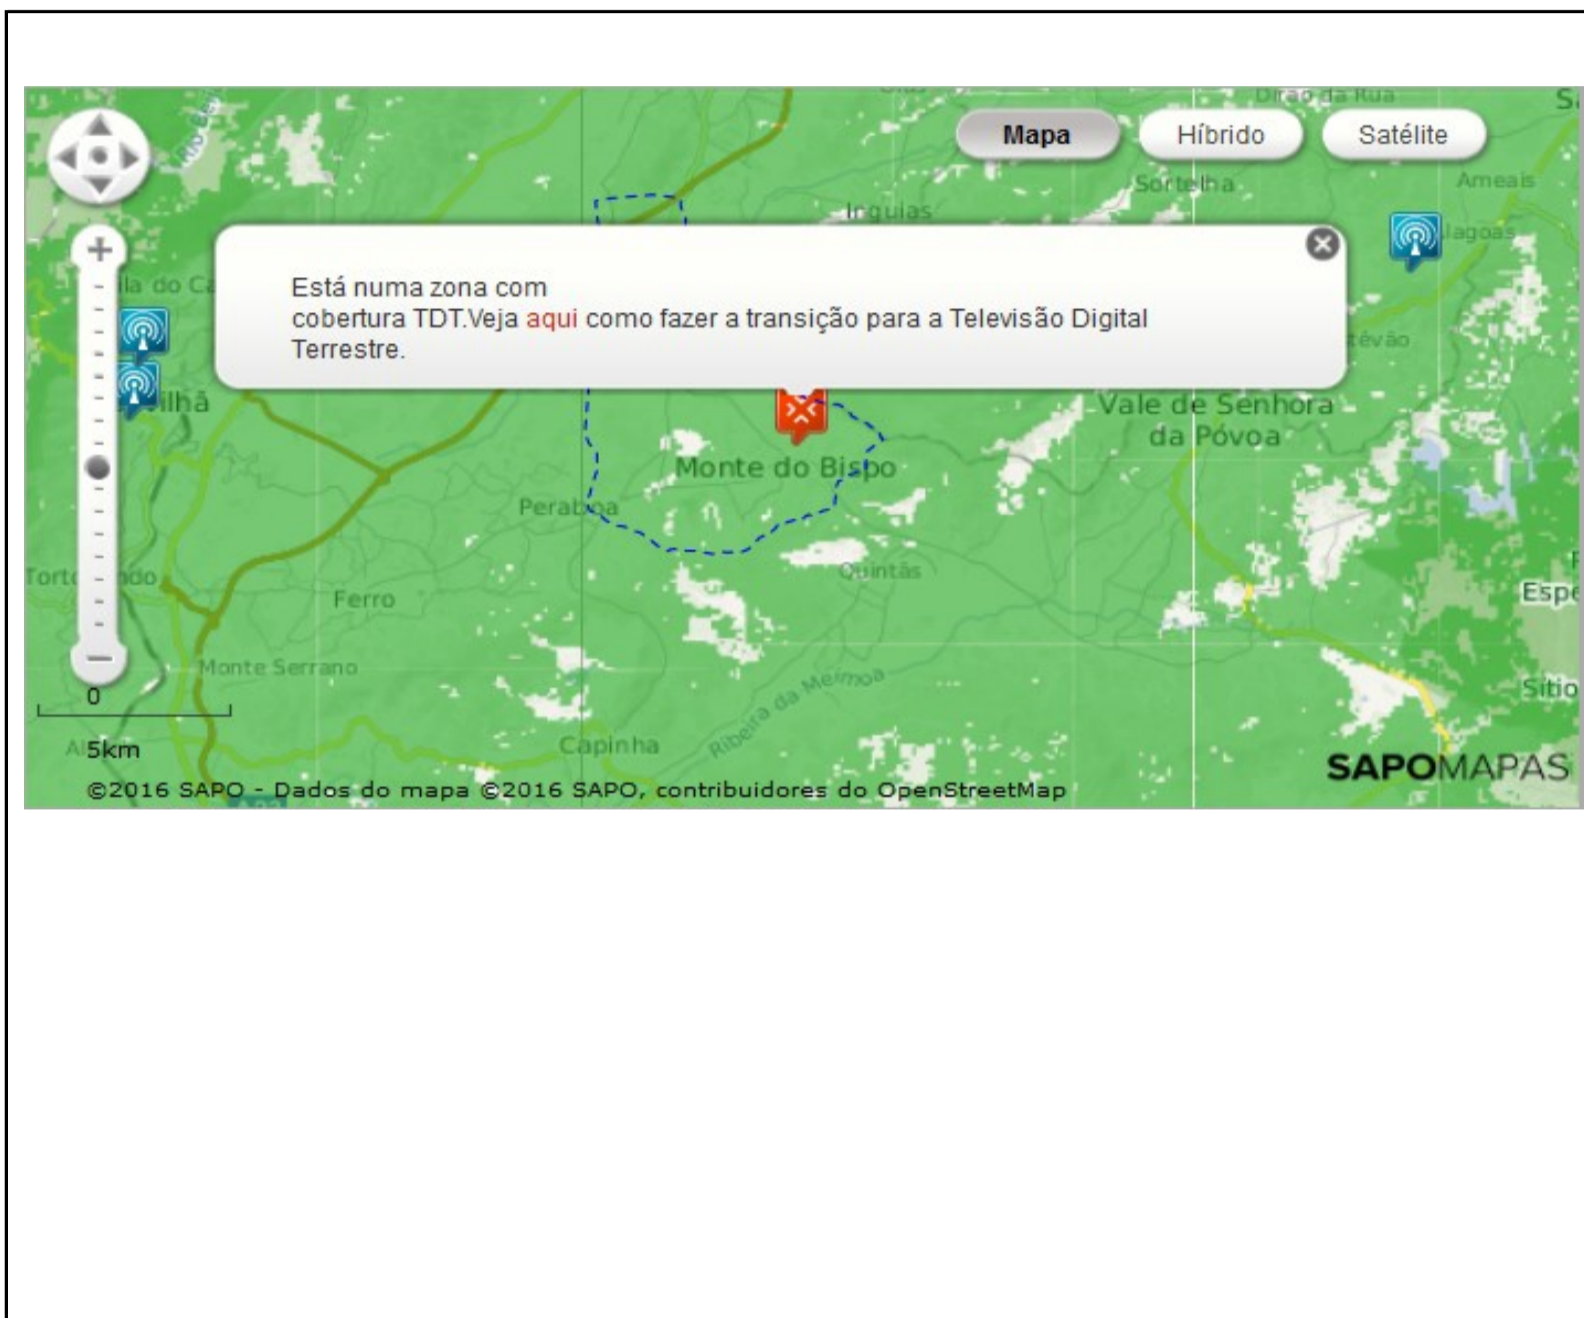 Mapa
Híbrido
Satélite
Sortelha
Ameais
Inguias
Está numa zona com
cobertura TDT.Veja aqui como fazer a transição para a Televisão Digital
Terrestre.
Vale de Senhora
da Póvoa
Monte do Bispo
Peraboa
Quintãs
Ferro
Monte Serrano
Ribeira da Meimoa
Capinha
0
5km
SAPOMAPAS
©2016 SAPO - Dados do mapa ©2016 SAPO, contribuidores do OpenStreetMap